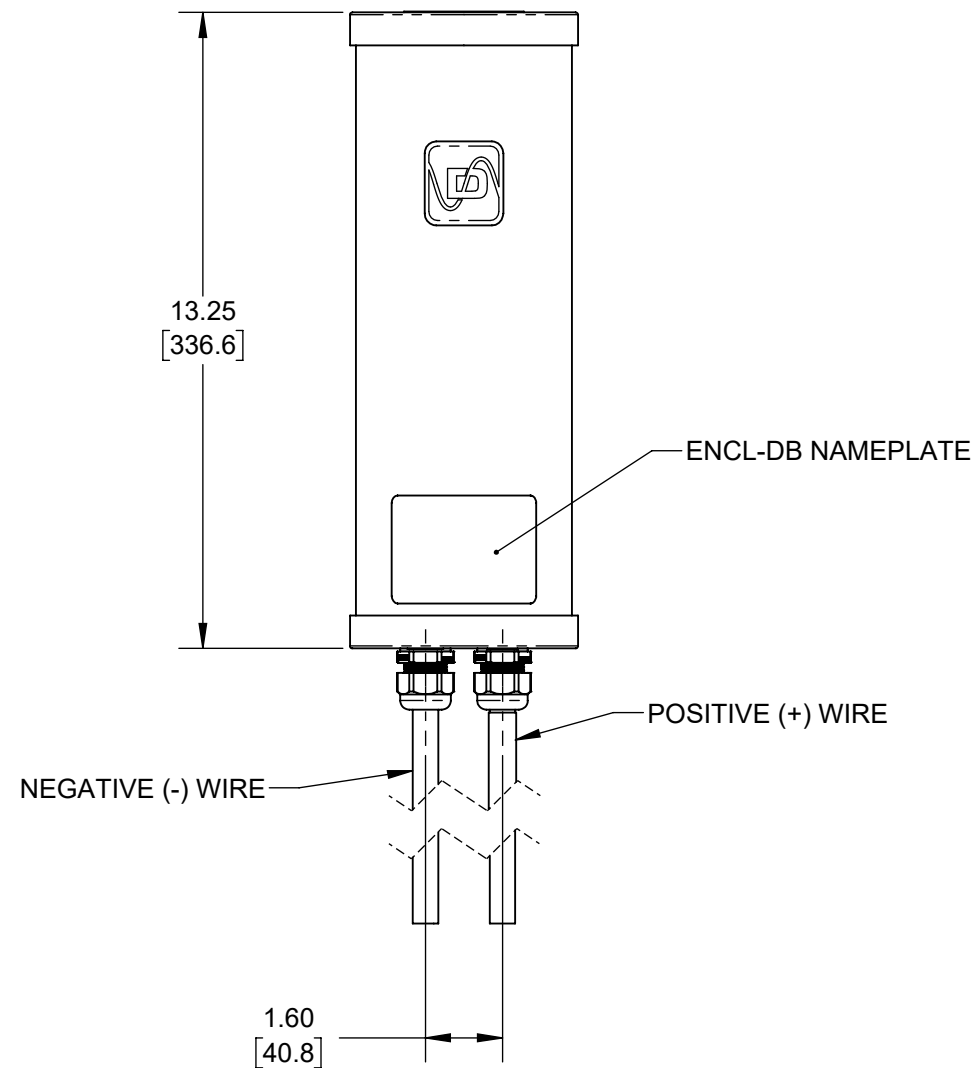 D
13.25
[336.6]
ENCL-DB NAMEPLATE
POSITIVE (+) WIRE
NEGATIVE (-) WIRE
1.60
[40.8]